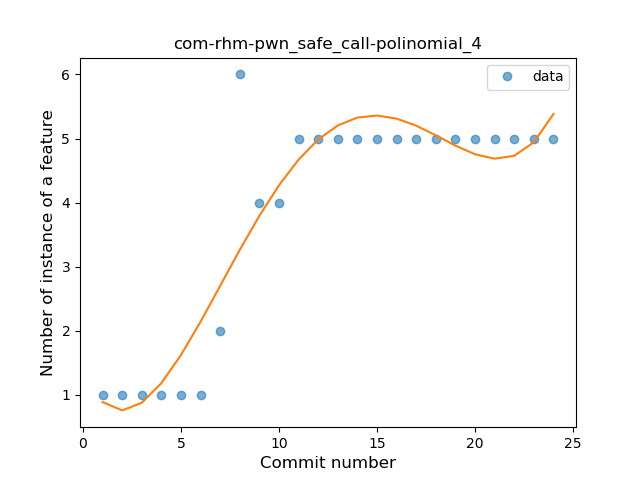 com-rhm-pwn_safe_call-polinomial_4
data
Number of instance of a feature
6
5
4
3
2
1
0 5 10 15 20 25
Commit number